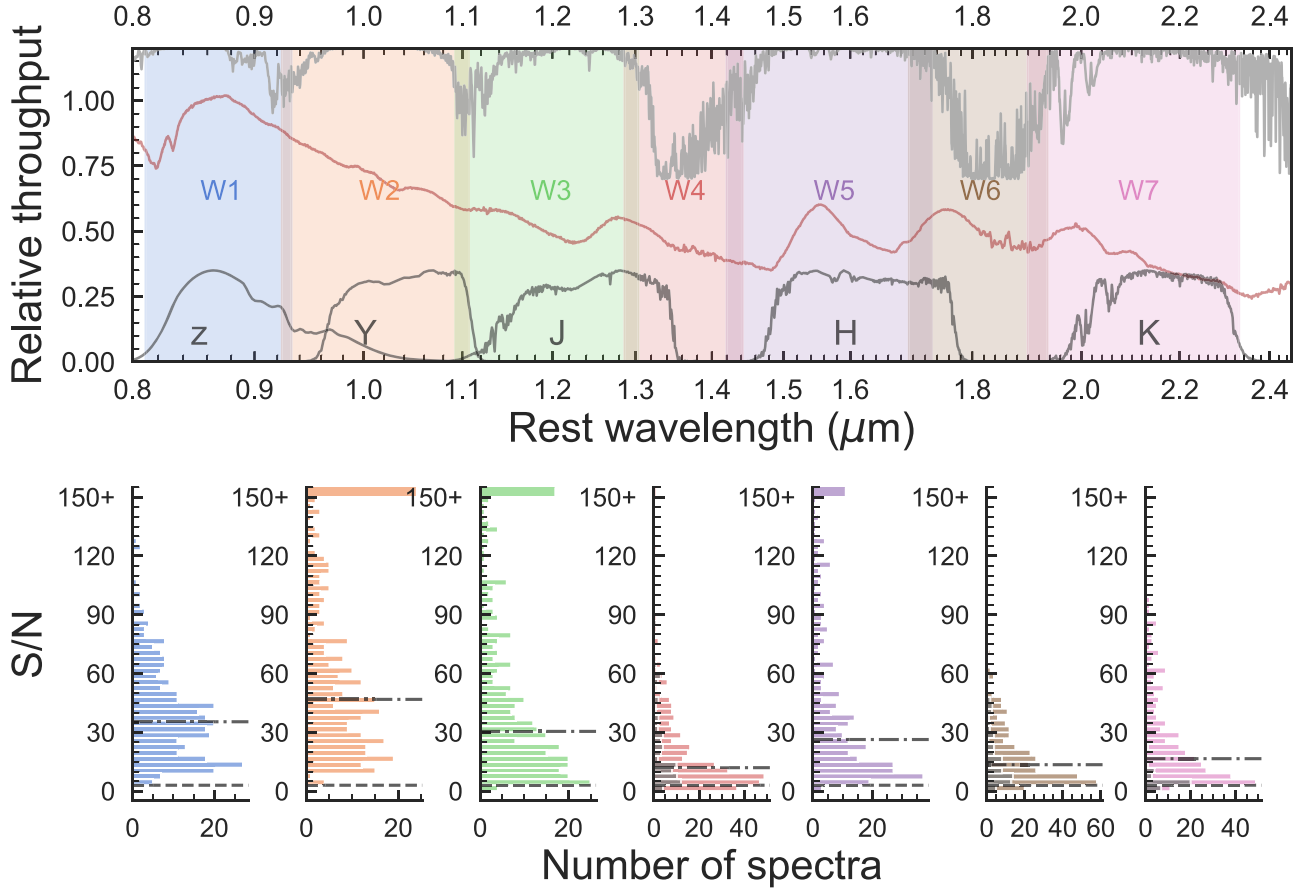 0.8 0.9 1.0 1.1 1.2 1.3 1.4 1.5 1.6 1.8 2.0 2.2 2.4
Relative throughput
1.00
0.75
0.50
0.25
0.00
W1 W2 W3 W4 W5 W6 W7
z Y J H K
0.8 0.9 1.0 1.1 1.2 1.3 1.4 1.5 1.6 1.8 2.0 2.2 2.4
Rest wavelength (μm)
S/N
150+ 150+ 150+ 150+ 150+ 150+ 150+
120 120 120 120 120 120 120
90 90 90 90 90 90 90
60 60 60 60 60 60 60
30 30 30 30 30 30 30
0 0 0 0 0 0 0
0 20 0 20 0 20 0 20 40 0 20 0 20 40 60 0 20 40
Number of spectra